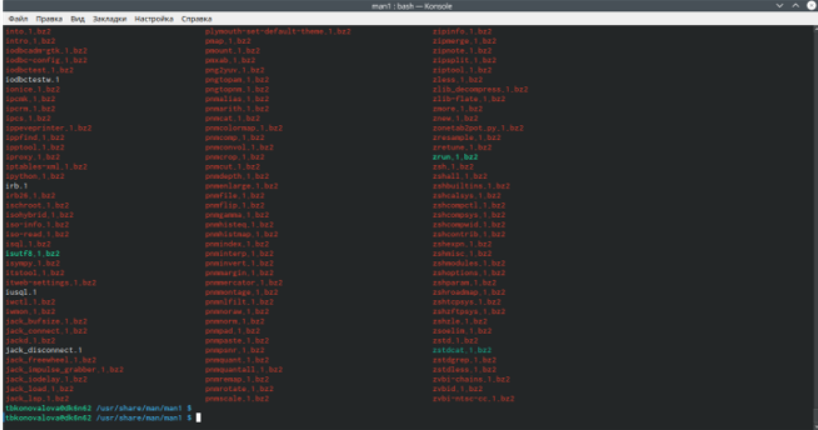 man1 : bash — Konsole
Файл Правка Вид Закладки Настройка Справка
into.1.bz2 plymouth-set-default-theme.1.bz2 zipinfo.1.bz2
intro.1.bz2 pmap.1.bz2 zipmerge.1.bz2
iodbcadm-gtk.1.bz2 pmount.1.bz2 zipnote.1.bz2
iodbc-config.1.bz2 pmxab.1.bz2 zipsplit.1.bz2
iodbctest.1.bz2 png2yuv.1.bz2 ziptool.1.bz2
iodbctestw.1 pngtopam.1.bz2 zless.1.bz2
ionice.1.bz2 pngtopnm.1.bz2 zlib_decompress.1.bz2
ipcmk.1.bz2 pnmalias.1.bz2 zlib-flate.1.bz2
ipcrm.1.bz2 pnmarith.1.bz2 zmore.1.bz2
ipcs.1.bz2 pnmcat.1.bz2 znew.1.bz2
ippeveprinter.1.bz2 pnmcolormap.1.bz2 zonetab2pot_py.1.bz2
ippfind.1.bz2 pnmcomp.1.bz2 zresample.1.bz2
ipptool.1.bz2 pnmconvol.1.bz2 zretune.1.bz2
iproxy.1.bz2 pnmcrop.1.bz2 zrun.1.bz2
iptables-xml.1.bz2 pnmcut.1.bz2 zsh.1.bz2
ipython.1.bz2 pnmdepth.1.bz2 zshall.1.bz2
irb.1 pnmenlarge.1.bz2 zshbuiltins.1.bz2
pnmfile.1.bz2 zshcalsys.1.bz2
ischroot.1.bz2 pnmflip.1.bz2 zshcompctl.1.bz2
isohybrid.1.bz2 pnmgamma.1.bz2 zshcompsys.1.bz2
iso-info.1.bz2 pnmhisteq.1.bz2 zshcompwid.1.bz2
iso-read.1.bz2 pnmhistmap.1.bz2 zshcontrib.1.bz2
isql.1.bz2 pnmindex.1.bz2 zshexpn.1.bz2
isutf8.1.bz2 pnminterp.1.bz2 zshmisc.1.bz2
isympy.1.bz2 pnminvert.1.bz2 zshmodules.1.bz2
itstool.1.bz2 pnmmargin.1.bz2 zshoptions.1.bz2
itweb-settings.1.bz2 pnmmercator.1.bz2 zshparam.1.bz2
iusql.1 pnmmontage.1.bz2 zshroadmap.1.bz2
iwctl.1.bz2 pnmnlfilt.1.bz2 zshtcpsys.1.bz2
iwmon.1.bz2 pnmnoraw.1.bz2 zshzftpsys.1.bz2
jack_bufsize.1.bz2 pnmnorm.1.bz2 zshzle.1.bz2
jack_connect.1.bz2 pnmpad.1.bz2 zsoelim.1.bz2
jackd.1.bz2 pnmpaste.1.bz2 zstd.1.bz2
jack_disconnect.1 pnmpsnr.1.bz2 zstdcat.1.bz2
jack_freewheel.1.bz2 pnmquant.1.bz2 zstdgrep.1.bz2
jack_impulse_grabber.1.bz2 pnmquantall.1.bz2 zstdless.1.bz2
jack_iodelay.1.bz2 pnmremap.1.bz2 zvbi-chains.1.bz2
jack_load.1.bz2 pnmrotate.1.bz2 zvbid.1.bz2
jack_lsp.1.bz2 pnmscale.1.bz2 zvbi-ntsc-cc.1.bz2
tbkonovalova@dk6n62 /usr/share/man/man1 $
tbkonovalova@dk6n62 /usr/share/man/man1 $